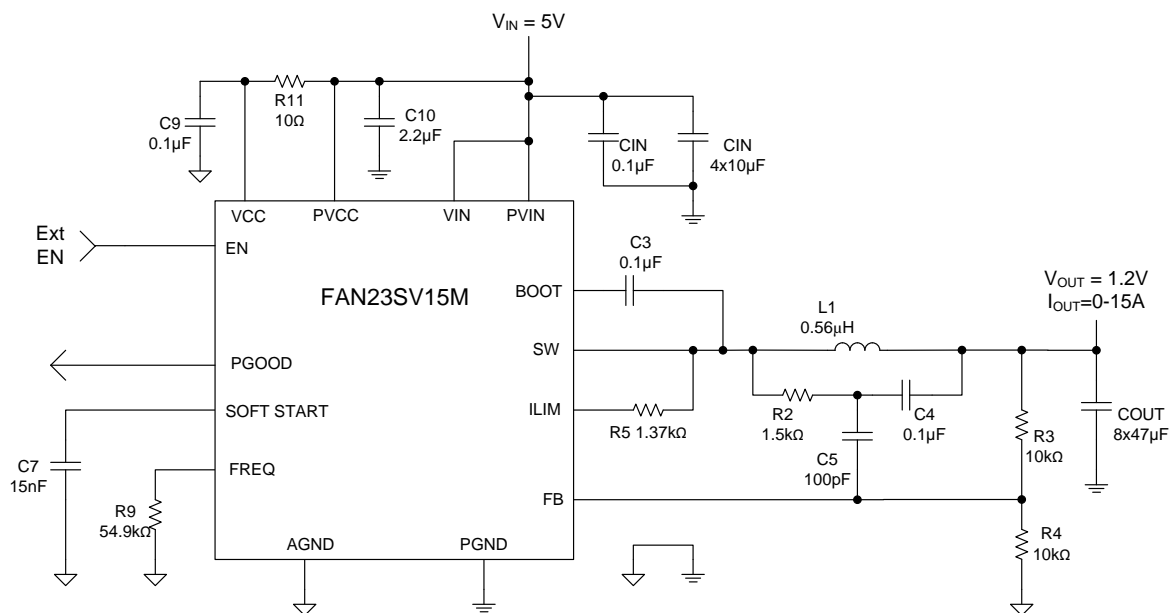 VIN = 5V
R11
10Ω
C9
0.1µF
C10
2.2µF
CIN
0.1µF
CIN
4x10µF
VCC
PVCC
VIN
PVIN
Ext
EN
EN
FAN23SV15M
BOOT
C3
0.1µF
VOUT = 1.2V
IOUT=0-15A
L1
0.56µH
SW
PGOOD
SOFT START
ILIM
R5 1.37kΩ
R2
1.5kΩ
C4
0.1µF
COUT
8x47µF
R3
10kΩ
C7
15nF
FREQ
C5
100pF
R9
54.9kΩ
FB
R4
10kΩ
AGND
PGND